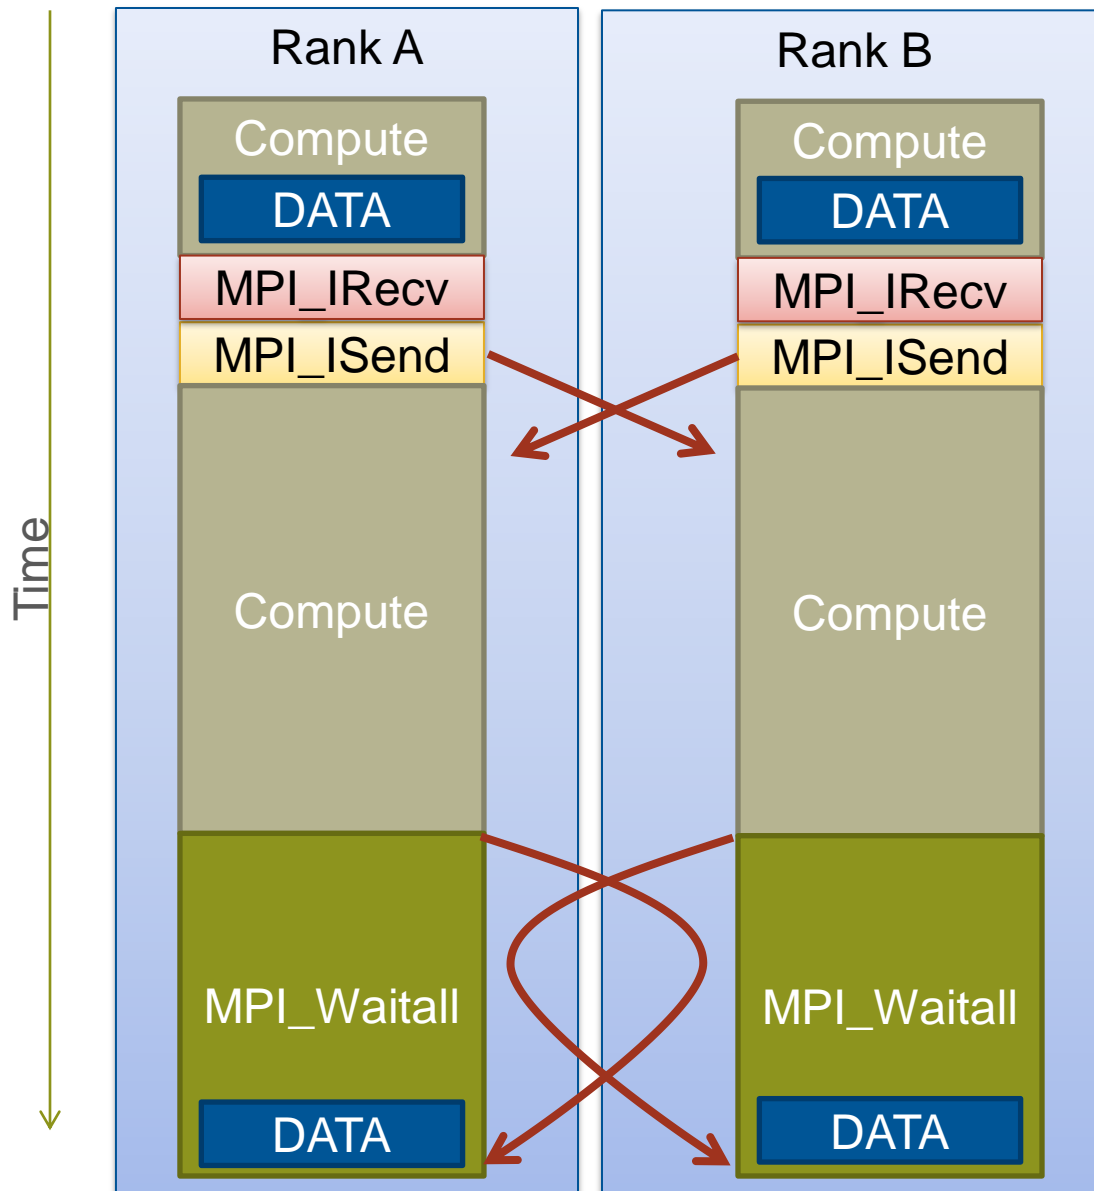 Time
Rank A
Compute
DATA
MPI_IRecv
MPI_ISend
Compute
MPI_Waitall
DATA
Rank B
Compute
DATA
MPI_IRecv
MPI_ISend
Compute
MPI_Waitall
DATA